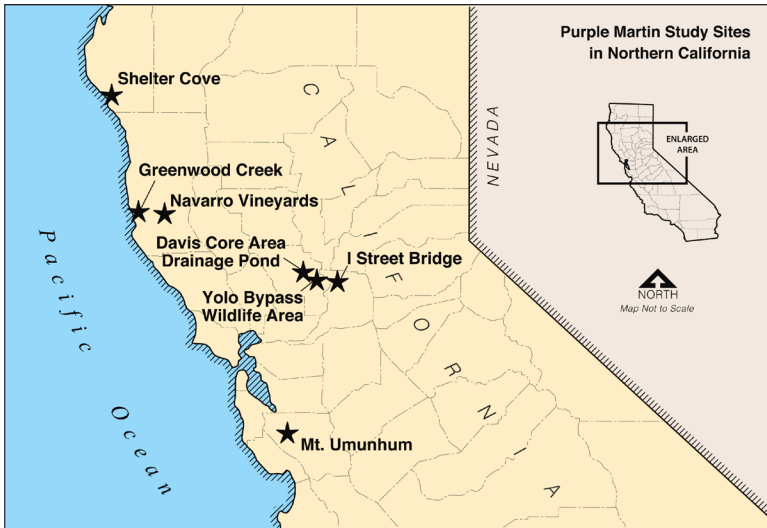 Purple Martin Study Sites
in Northern California
Shelter Cove
CALIFORNIA
NEVADA
ENLARGED
AREA
Greenwood Creek
Navarro Vineyards
Davis Core Area
Drainage Pond
I Street Bridge
Yolo Bypass
Wildlife Area
Pacific Ocean
NORTH
Map Not to Scale
Mt. Umunhum